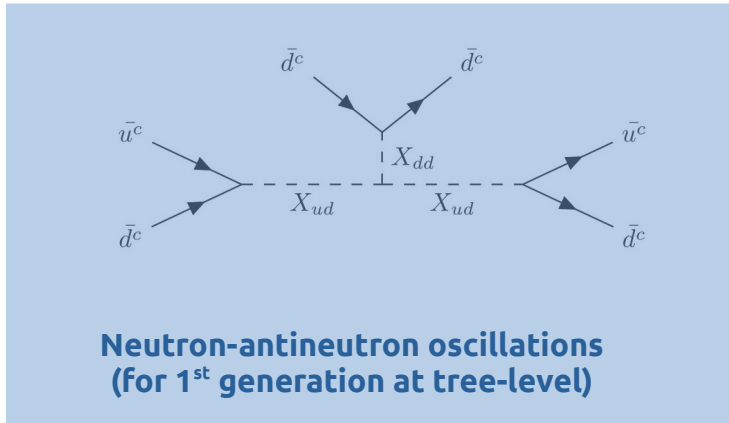 d̄ᶜ d̄ᶜ
ūᶜ ūᶜ
X_dd
X_ud X_ud
d̄ᶜ d̄ᶜ
Neutron-antineutron oscillations
(for 1ˢᵗ generation at tree-level)